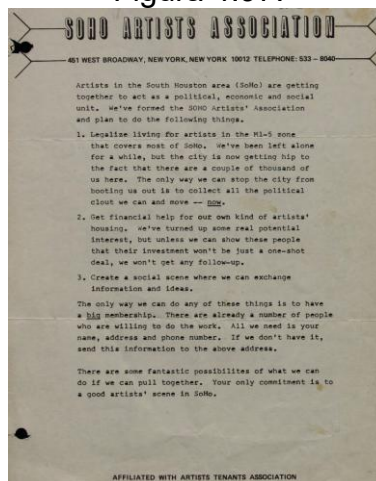 SOHO ARTISTS ASSOCIATION
451 WEST BROADWAY, NEW YORK, NEW YORK 10012 TELEPHONE: 533 – 8040
Artists in the South Houston area (SoHo) are getting
together to act as a political, economic and social
unit. We've formed the SOHO Artists' Association
and plan to do the following things.
1. Legalize living for artists in the M1-5 zone
that covers most of SoHo. We've been left alone
for a while, but the city is now getting hip to
the fact that there are a couple of thousand of
us here. The only way we can stop the city from
booting us out is to collect all the political
clout we can and move -- now.
2. Get financial help for our own kind of artists'
housing. We've turned up some real potential
interest, but unless we can show these people
that their investment won't be just a one-shot
deal, we won't get any follow-up.
3. Create a social scene where we can exchange
information and ideas.
The only way we can do any of these things is to have
a big membership. There are already a number of people
who are willing to do the work. All we need is your
name, address and phone number. If we don't have it,
send this information to the above address.
There are some fantastic possibilites of what we can
do if we can pull together. Your only commitment is to
a good artists' scene in SoHo.
AFFILIATED WITH ARTISTS TENANTS ASSOCIATION